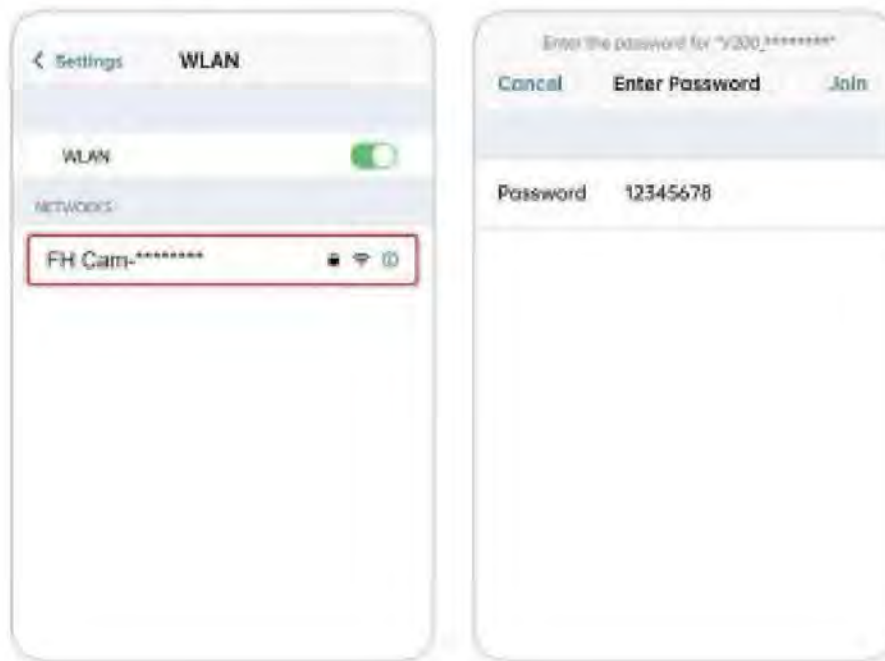 Settings WLAN
WLAN
NETWORKS
FH Cam-********
Enter the password for "V200_********"
Cancel Enter Password Join
Password 12345678